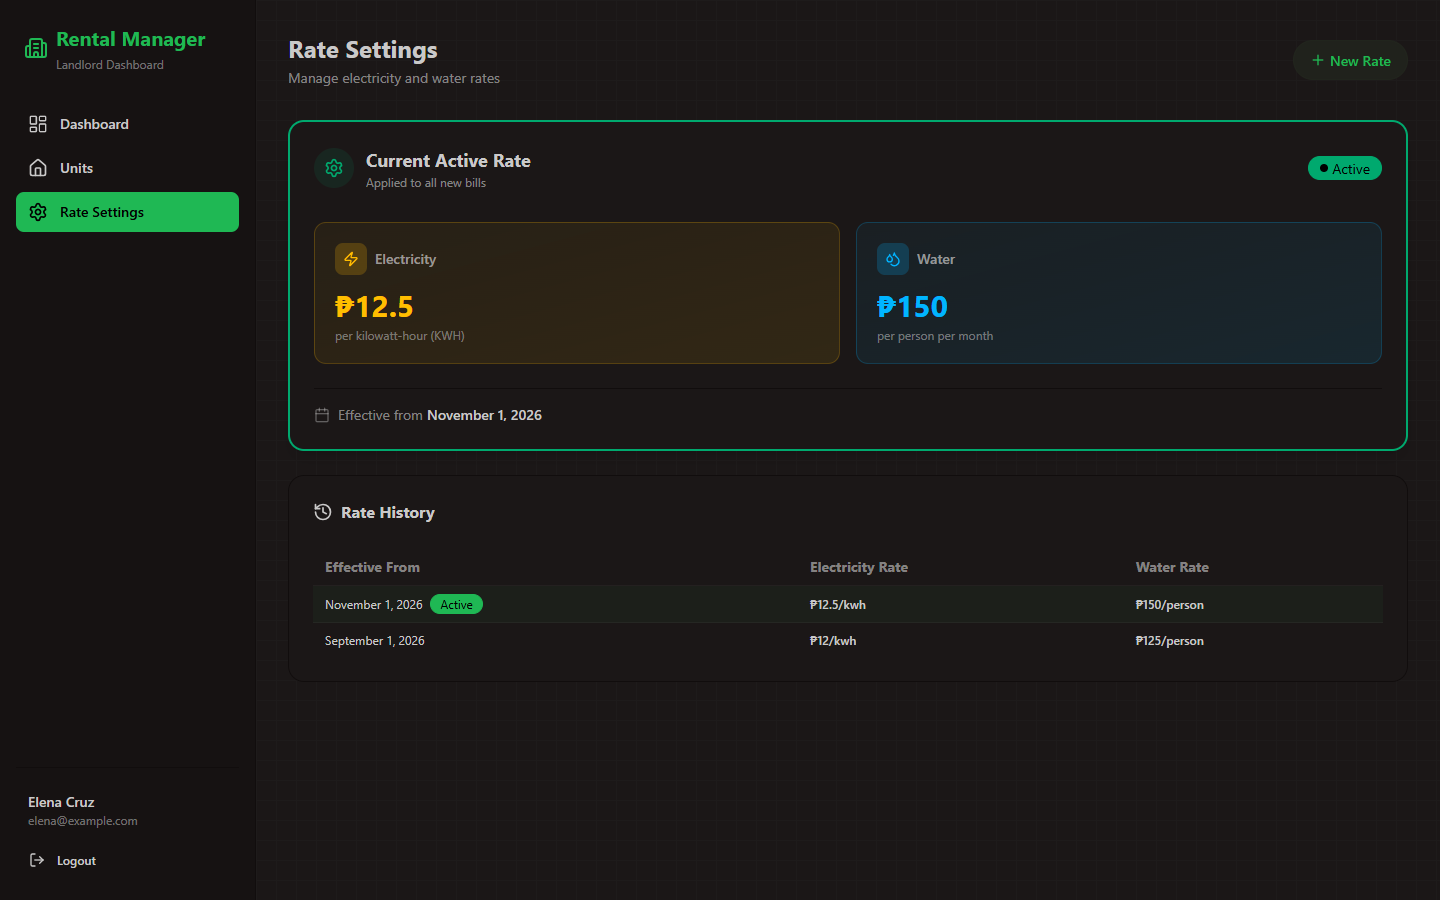 Rental Manager
Landlord Dashboard
Dashboard
Units
Rate Settings
Elena Cruz
elena@example.com
Logout
Rate Settings
Manage electricity and water rates
New Rate
Current Active Rate
Applied to all new bills
Active
Electricity
₱12.5
per kilowatt-hour (KWH)
Water
₱150
per person per month
Effective from November 1, 2026
Rate History
Effective From Electricity Rate Water Rate
November 1, 2026 Active ₱12.5/kwh ₱150/person
September 1, 2026 ₱12/kwh ₱125/person